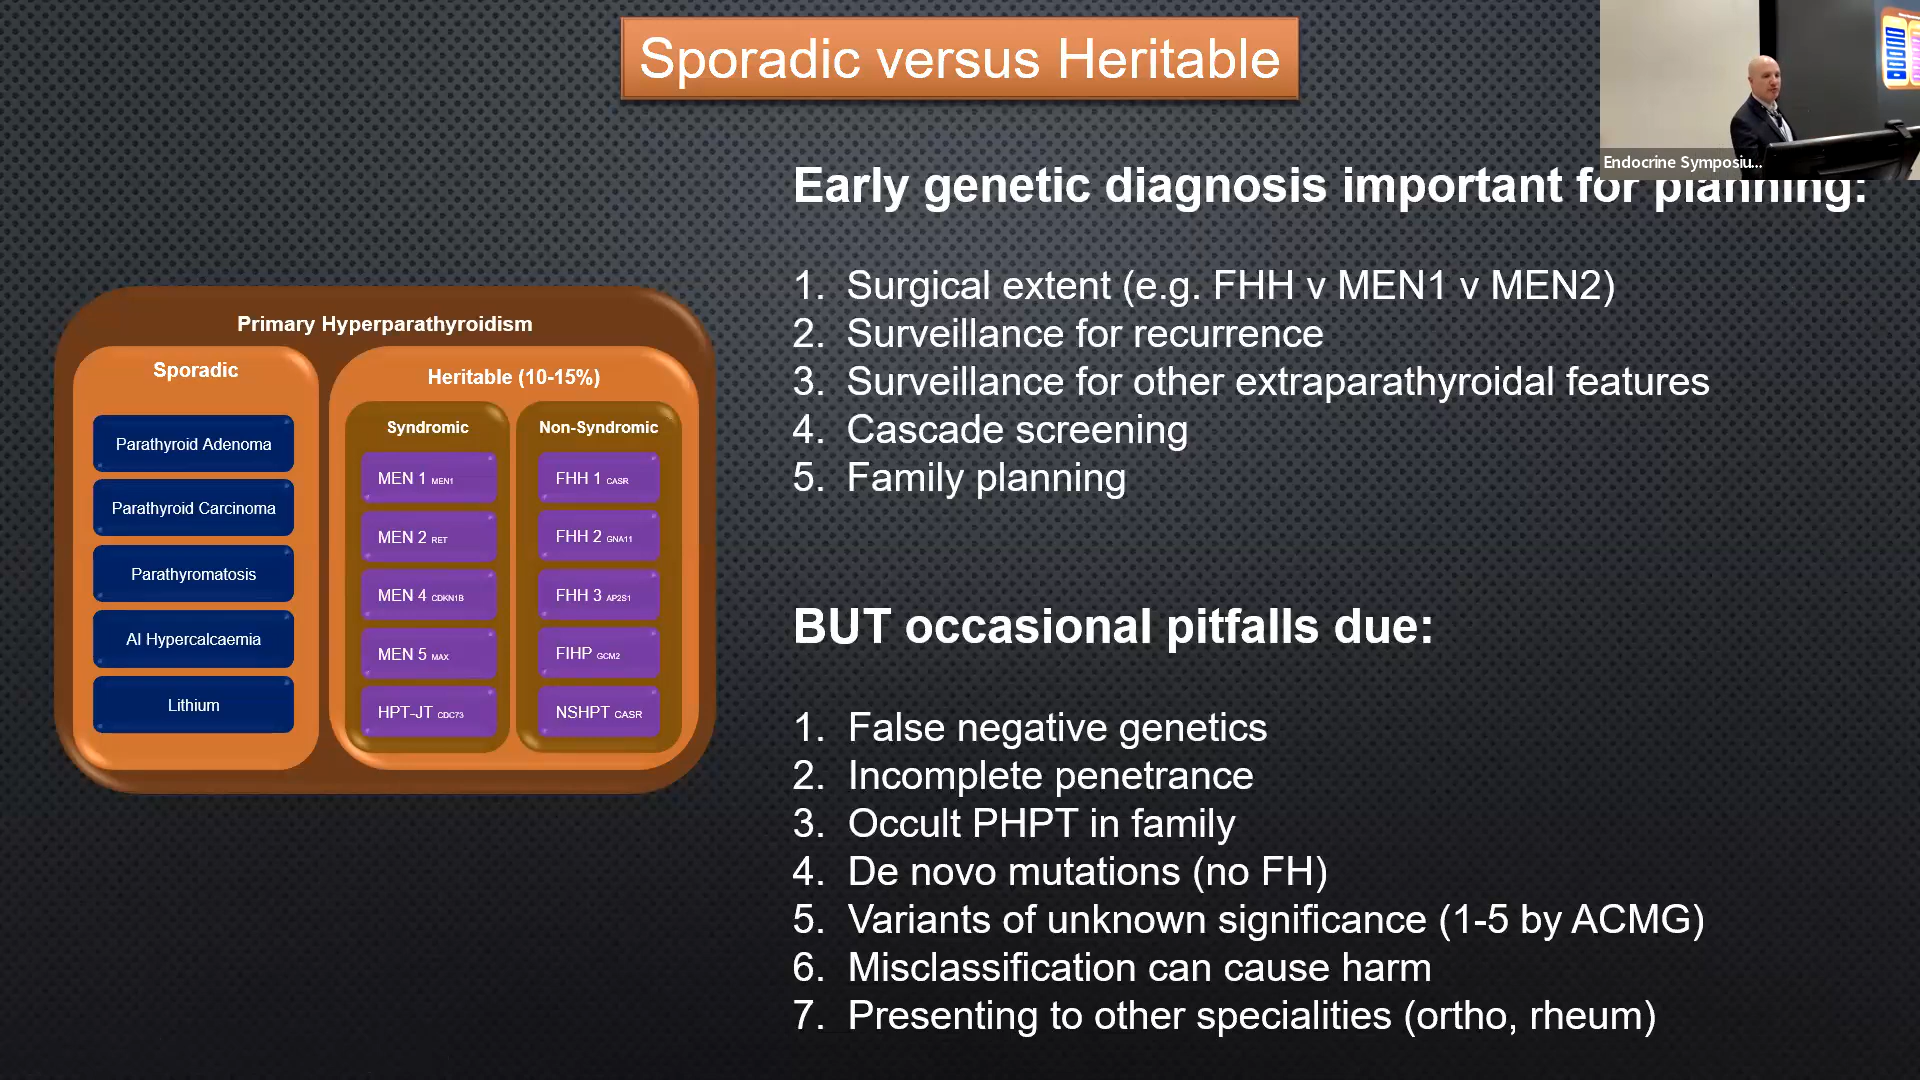 Sporadic versus Heritable
Endocrine Symposiu...
Early genetic diagnosis important for planning:
1. Surgical extent (e.g. FHH v MEN1 v MEN2)
2. Surveillance for recurrence
3. Surveillance for other extraparathyroidal features
4. Cascade screening
5. Family planning
Primary Hyperparathyroidism
Sporadic
Parathyroid Adenoma
Parathyroid Carcinoma
Parathyromatosis
AI Hypercalcaemia
Lithium
Heritable (10-15%)
Syndromic
MEN 1 MEN1
MEN 2 RET
MEN 4 CDKN1B
MEN 5 MAX
HPT-JT CDC73
Non-Syndromic
FHH 1 CASR
FHH 2 GNA11
FHH 3 AP2S1
FIHP GCM2
NSHPT CASR
BUT occasional pitfalls due:
1. False negative genetics
2. Incomplete penetrance
3. Occult PHPT in family
4. De novo mutations (no FH)
5. Variants of unknown significance (1-5 by ACMG)
6. Misclassification can cause harm
7. Presenting to other specialities (ortho, rheum)